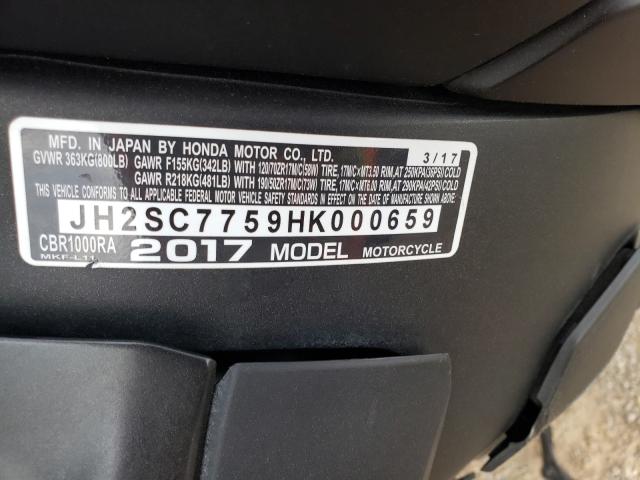 MFD. IN JAPAN BY HONDA MOTOR CO., LTD. 3/17
GVWR 363KG(800LB) GAWR F155KG(342LB) WITH 120/70ZR17M/C(58W) TIRE, 17M/C×MT3.50 RIM, AT 250KPA(36PSI) COLD
GAWR R218KG(481LB) WITH 190/50ZR17M/C(73W) TIRE, 17M/C×MT6.00 RIM, AT 290KPA(42PSI) COLD
THIS VEHICLE CONFORMS TO ALL APPLICABLE FEDERAL MOTOR VEHICLE SAFETY STANDARDS IN EFFECT ON THE DATE OF MANUFACTURE SHOWN ABOVE.
JH2SC7759HK000659
CBR1000RA 2017 MODEL MOTORCYCLE
MKF-L11